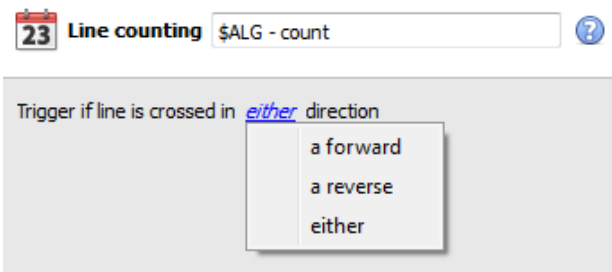 23 Line counting $ALG - count ?
Trigger if line is crossed in either direction
a forward
a reverse
either